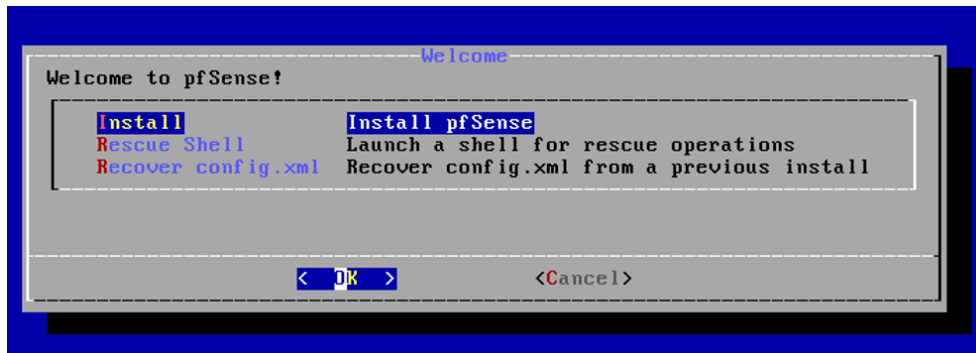 Welcome
Welcome to pfSense!
Install Install pfSense
Rescue Shell Launch a shell for rescue operations
Recover config.xml Recover config.xml from a previous install
< OK > <Cancel>